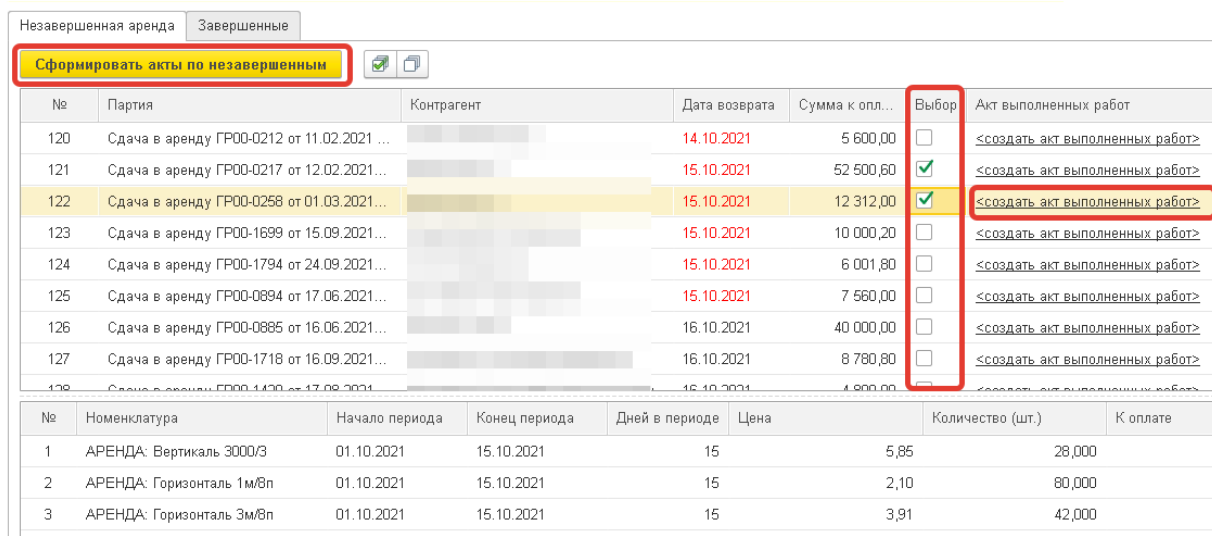 Незавершенная аренда Завершенные
Сформировать акты по незавершенным
№ Партия Контрагент Дата возврата Сумма к опл... Выбор Акт выполненных работ
120 Сдача в аренду ГР00-0212 от 11.02.2021 ... 14.10.2021 5 600,00 <создать акт выполненных работ>
121 Сдача в аренду ГР00-0217 от 12.02.2021... 15.10.2021 52 500,60 <создать акт выполненных работ>
122 Сдача в аренду ГР00-0258 от 01.03.2021... 15.10.2021 12 312,00 <создать акт выполненных работ>
123 Сдача в аренду ГР00-1699 от 15.09.2021... 15.10.2021 10 000,20 <создать акт выполненных работ>
124 Сдача в аренду ГР00-1794 от 24.09.2021... 15.10.2021 6 001,80 <создать акт выполненных работ>
125 Сдача в аренду ГР00-0894 от 17.06.2021... 15.10.2021 7 560,00 <создать акт выполненных работ>
126 Сдача в аренду ГР00-0885 от 16.06.2021... 16.10.2021 40 000,00 <создать акт выполненных работ>
127 Сдача в аренду ГР00-1718 от 16.09.2021... 16.10.2021 8 780,80 <создать акт выполненных работ>
№ Номенклатура Начало периода Конец периода Дней в периоде Цена Количество (шт.) К оплате
1 АРЕНДА: Вертикаль 3000/3 01.10.2021 15.10.2021 15 5,85 28,000
2 АРЕНДА: Горизонталь 1м/8п 01.10.2021 15.10.2021 15 2,10 80,000
3 АРЕНДА: Горизонталь 3м/8п 01.10.2021 15.10.2021 15 3,91 42,000